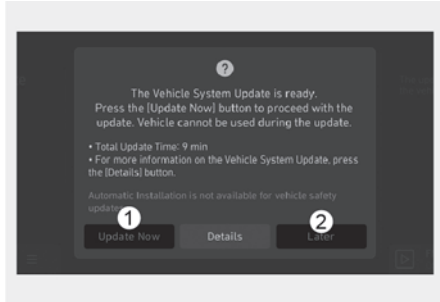 ?
The Vehicle System Update is ready.
Press the [Update Now] button to proceed with the
update. Vehicle cannot be used during the update.
• Total Update Time: 9 min
• For more information on the Vehicle System Update, press
the [Details] button.
Automatic Installation is not available for vehicle safety
updates.
1
2
Update Now
Details
Later